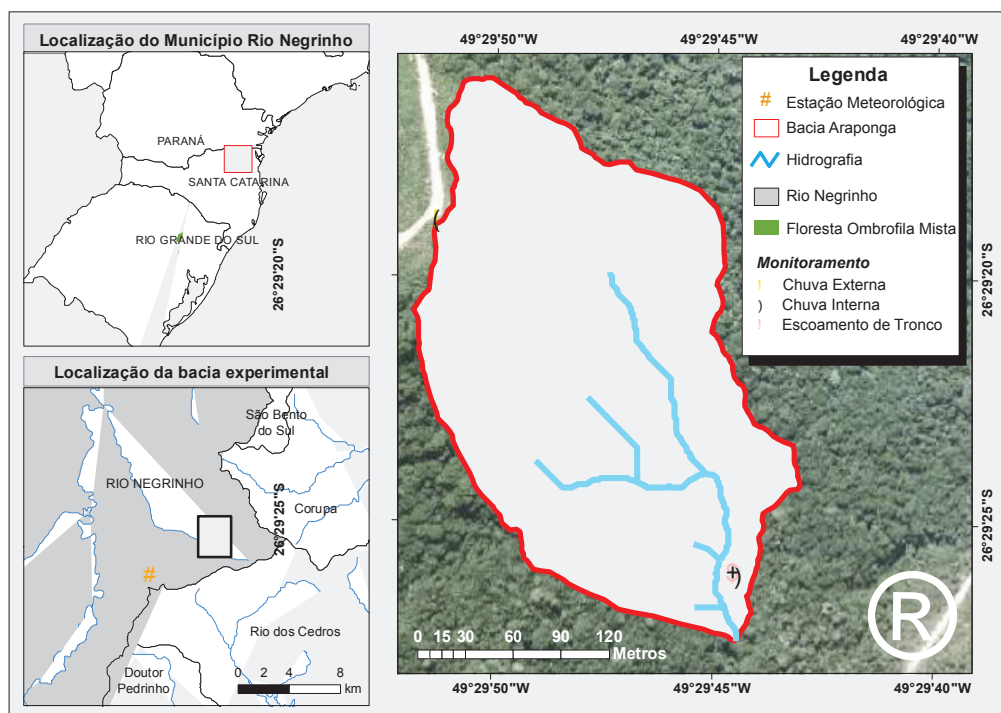 Localização do Município Rio Negrinho
PARANÁ
SANTA CATARINA
RIO GRANDE DO SUL
26°29'20"S
Localização da bacia experimental
São Bento
do Sul
RIO NEGRINHO
Corupa
26°29'25"S
#
Rio dos Cedros
Doutor
Pedrinho
0 2 4 8
km
49°29'50"W 49°29'45"W 49°29'40"W
Legenda
# Estação Meteorológica
Bacia Araponga
Hidrografia
Rio Negrinho
Floresta Ombrofila Mista
Monitoramento
! Chuva Externa
) Chuva Interna
! Escoamento de Tronco
(
26°29'20"S
26°29'25"S
)
R
0 15 30 60 90 120
Metros
49°29'50"W 49°29'45"W 49°29'40"W